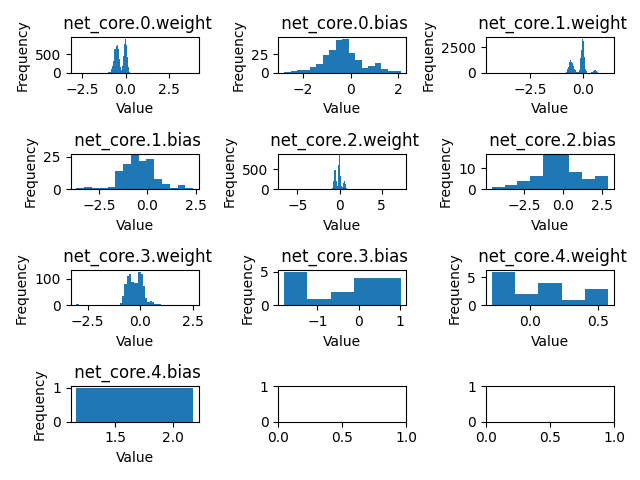 net_core.0.weight
Frequency
500
0
−2.5 0.0 2.5
Value
net_core.0.bias
Frequency
25
0
−2 0 2
Value
net_core.1.weight
Frequency
2500
0
−2.5 0.0
Value
net_core.1.bias
Frequency
25
0
−2.5 0.0 2.5
Value
net_core.2.weight
Frequency
500
0
−5 0 5
Value
net_core.2.bias
Frequency
10
0
−2.5 0.0 2.5
Value
net_core.3.weight
Frequency
100
0
−2.5 0.0 2.5
Value
net_core.3.bias
Frequency
5
0
−1 0 1
Value
net_core.4.weight
Frequency
5
0
0.0 0.5
Value
net_core.4.bias
Frequency
1
0
1.5 2.0
Value
1
0
0.0 0.5 1.0
1
0
0.0 0.5 1.0